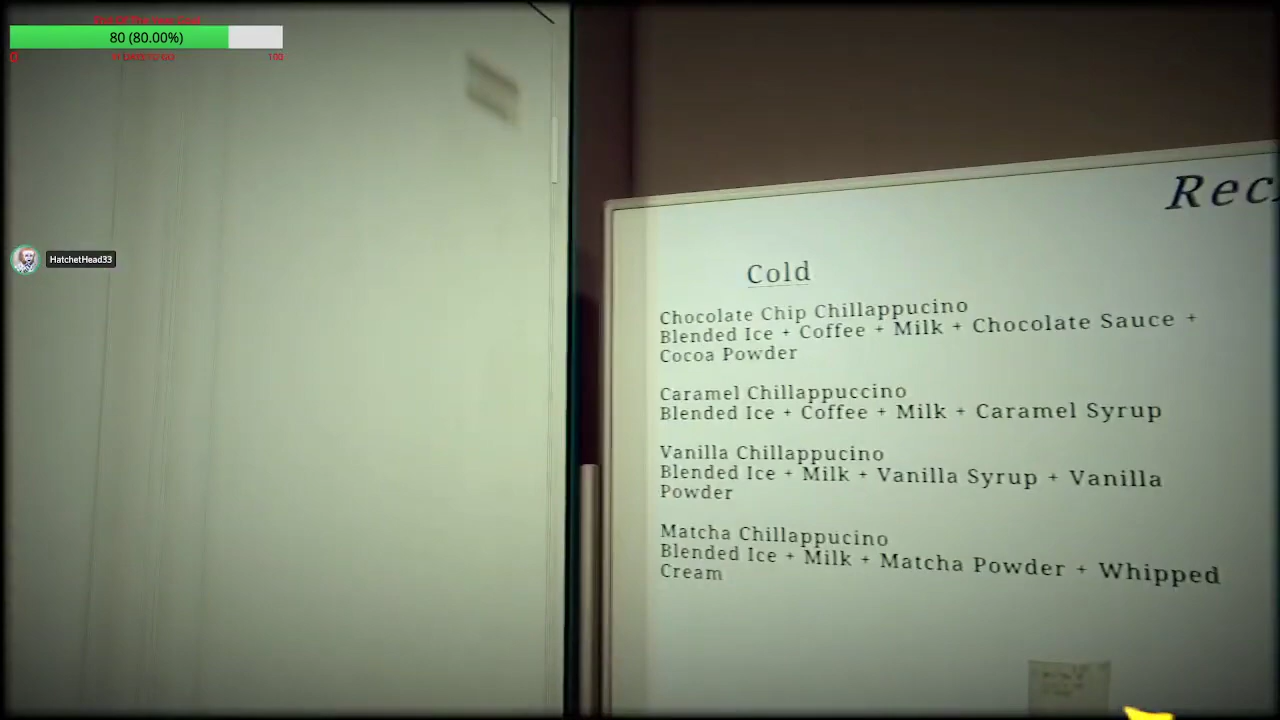 80 (80.00%)
0
100
HatchetHead33
Cold
Chocolate Chip Chillappucino
Blended Ice + Coffee + Milk + Chocolate Sauce +
Cocoa Powder
Caramel Chillappuccino
Blended Ice + Coffee + Milk + Caramel Syrup
Vanilla Chillappucino
Blended Ice + Milk + Vanilla Syrup + Vanilla
Powder
Matcha Chillappucino
Blended Ice + Milk + Matcha Powder + Whipped
Cream